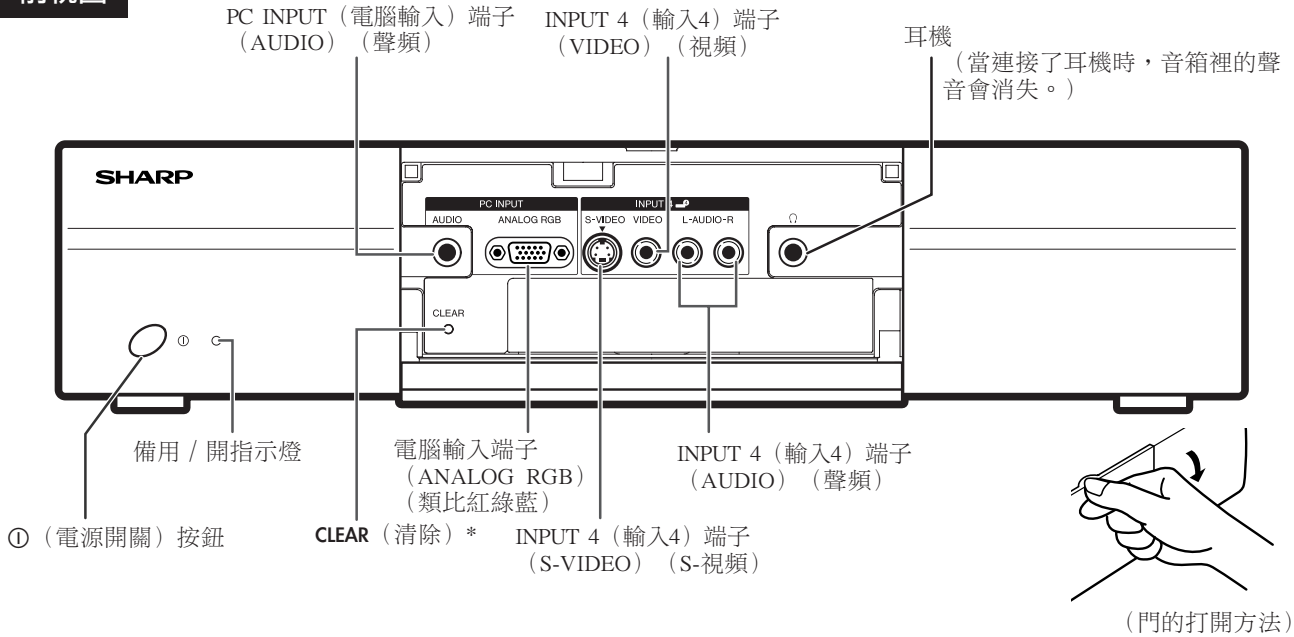 前視圖
PC INPUT（電腦輸入）端子
（AUDIO）（聲頻）
INPUT 4（輸入4）端子
（VIDEO）（視頻）
耳機
（當連接了耳機時，音箱裡的聲
音會消失。）
SHARP
PC INPUT
INPUT 4
AUDIO
ANALOG RGB
S-VIDEO
VIDEO
L-AUDIO-R
CLEAR
備用 / 開指示燈
電腦輸入端子
（ANALOG RGB）
（類比紅綠藍）
INPUT 4（輸入4）端子
（AUDIO）（聲頻）
（電源開關）按鈕
CLEAR（清除）*
INPUT 4（輸入4）端子
（S-VIDEO）（S-視頻）
（門的打開方法）